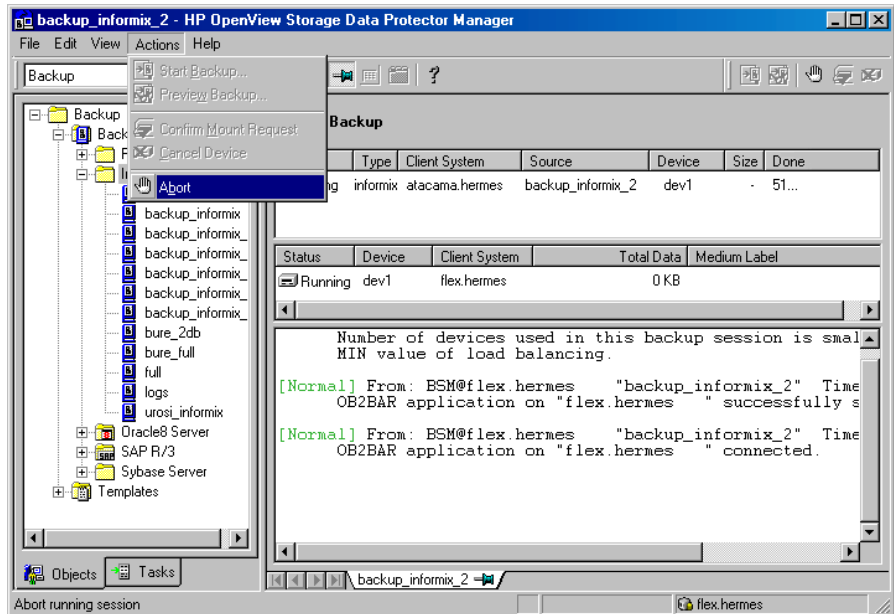 backup_informix_2 - HP OpenView Storage Data Protector Manager
File Edit View Actions Help
Backup
?
Start Backup...
Preview Backup...
Confirm Mount Request
Cancel Device
Abort
Backup
Back
backup_informix
backup_informix_
backup_informix_
backup_informix_
backup_informix_
backup_informix_
bure_2db
bure_full
full
logs
urosi_informix
Oracle8 Server
SAP R/3
Sybase Server
Templates
Objects Tasks
Backup
Type Client System Source Device Size Done
informix atacama.hermes backup_informix_2 dev1 - 51...
Status Device Client System Total Data Medium Label
Running dev1 flex.hermes 0 KB
Number of devices used in this backup session is smal
MIN value of load balancing.
[Normal] From: BSM@flex.hermes "backup_informix_2" Time
OB2BAR application on "flex.hermes " successfully s
[Normal] From: BSM@flex.hermes "backup_informix_2" Time
OB2BAR application on "flex.hermes " connected.
backup_informix_2
Abort running session
flex.hermes